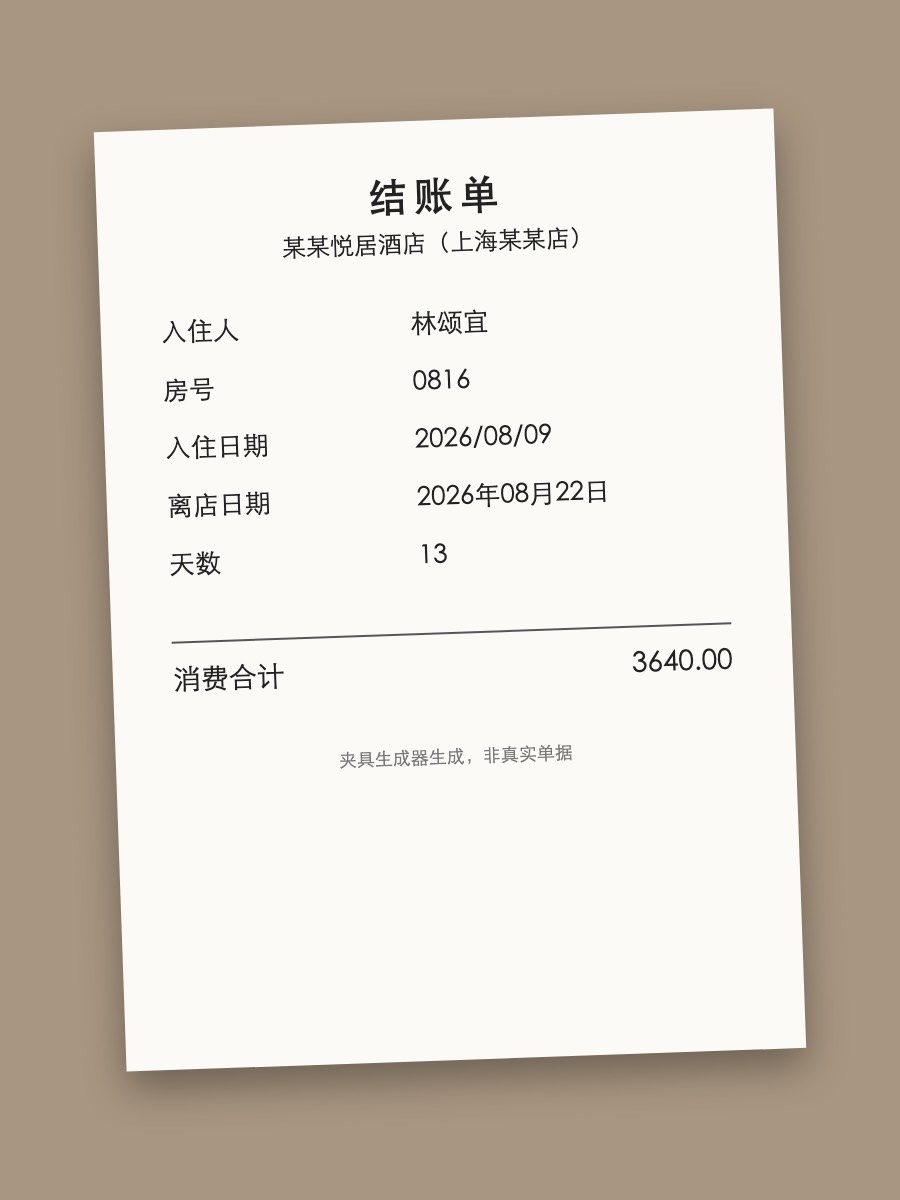 结账单
某某悦居酒店（上海某某店）
入住人 林颂宜
房号 0816
入住日期 2026/08/09
离店日期 2026年08月22日
天数 13
消费合计 3640.00
夹具生成器生成，非真实单据